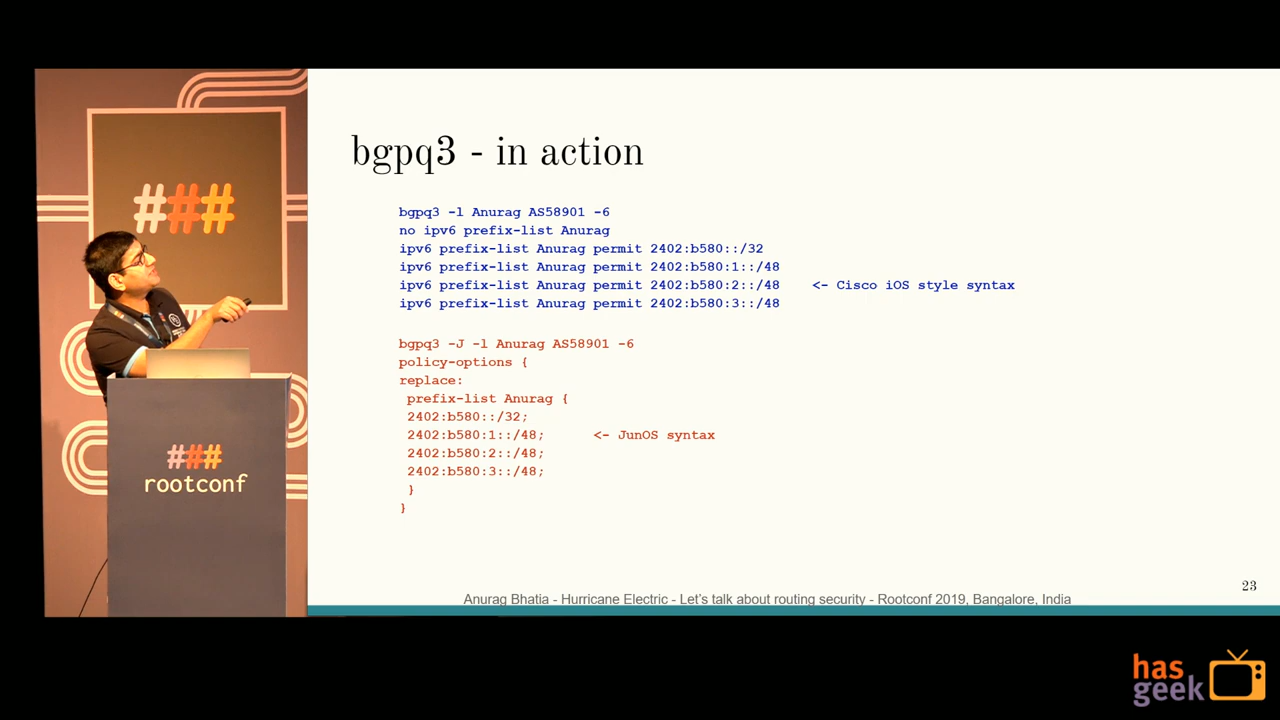 ###
###
rootconf
bgpq3 - in action
bgpq3 -l Anurag AS58901 -6
no ipv6 prefix-list Anurag
ipv6 prefix-list Anurag permit 2402:b580::/32
ipv6 prefix-list Anurag permit 2402:b580:1::/48
ipv6 prefix-list Anurag permit 2402:b580:2::/48 <- Cisco iOS style syntax
ipv6 prefix-list Anurag permit 2402:b580:3::/48
bgpq3 -J -l Anurag AS58901 -6
policy-options {
replace:
prefix-list Anurag {
2402:b580::/32;
2402:b580:1::/48; <- JunOS syntax
2402:b580:2::/48;
2402:b580:3::/48;
}
}
23
Anurag Bhatia - Hurricane Electric - Let's talk about routing security - Rootconf 2019, Bangalore, India
has
geek